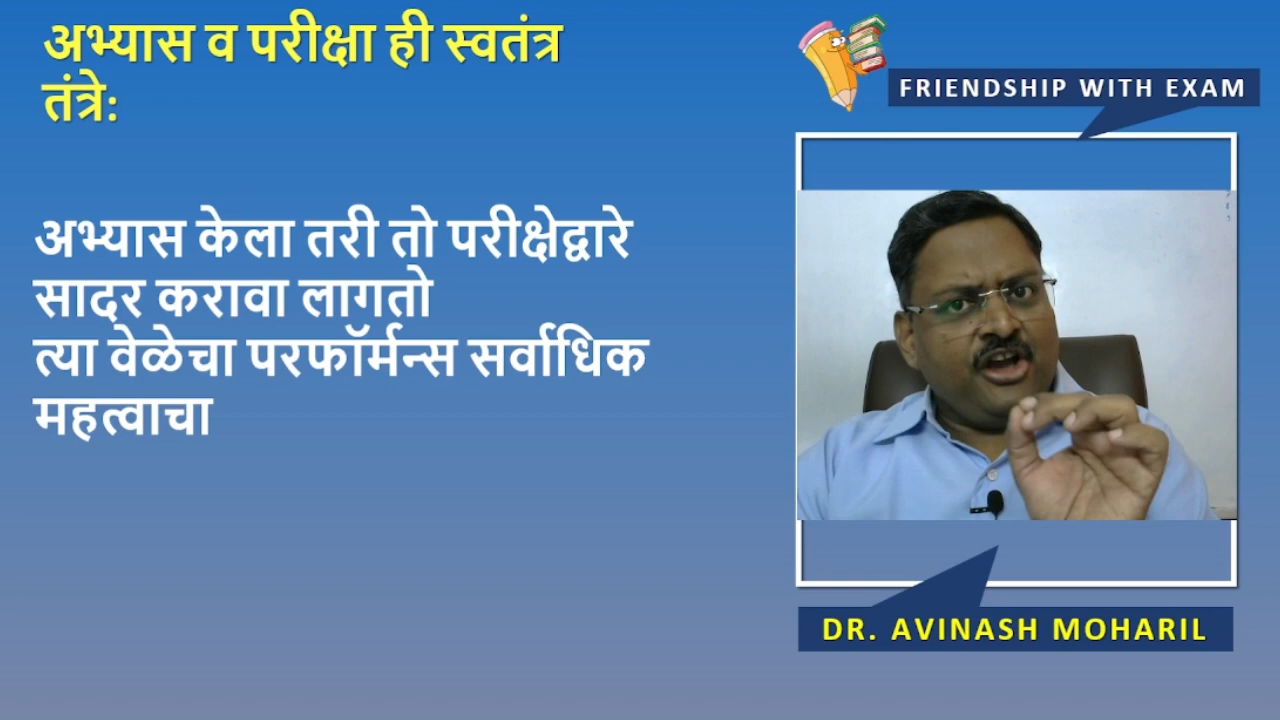 अभ्यास व परीक्षा ही स्वतंत्र
तंत्रे:
अभ्यास केला तरी तो परीक्षेद्वारे
सादर करावा लागतो
त्या वेळेचा परफॉर्मन्स सर्वाधिक
महत्वाचा
FRIENDSHIP WITH EXAM
DR. AVINASH MOHARIL